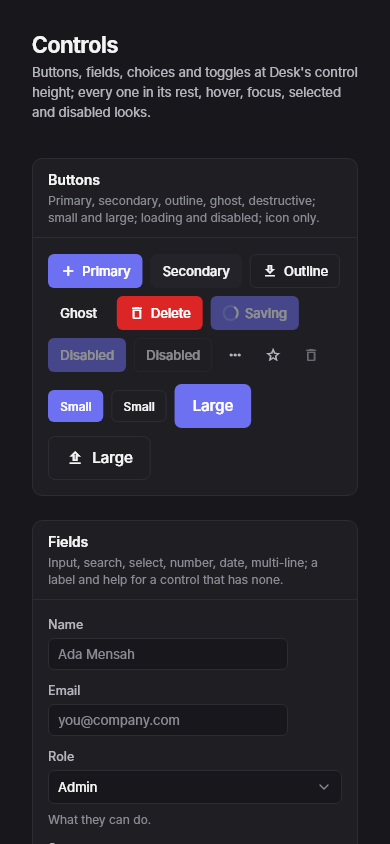 Controls
Buttons, fields, choices and toggles at Desk's control
height; every one in its rest, hover, focus, selected
and disabled looks.
Buttons
Primary, secondary, outline, ghost, destructive;
small and large; loading and disabled; icon only.
Primary Secondary Outline
Ghost Delete Saving
Disabled Disabled
Small Small Large
Large
Fields
Input, search, select, number, date, multi-line; a
label and help for a control that has none.
Name
Ada Mensah
Email
you@company.com
Role
Admin
What they can do.